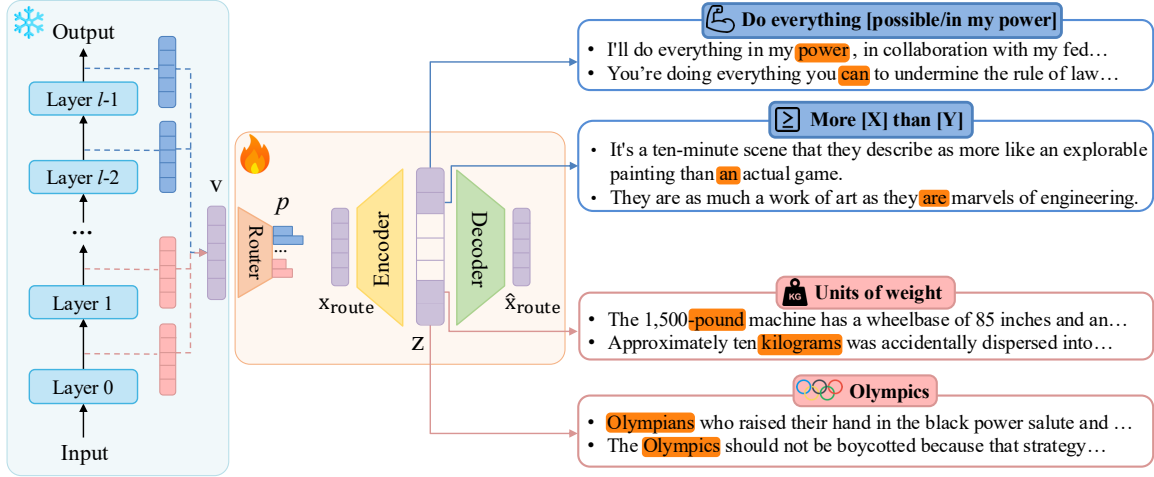 Output
Layer l-1
Layer l-2
...
Layer 1
Layer 0
Input
v
Router
p
...
x_route
Encoder
z
Decoder
x̂_route
Do everything [possible/in my power]
• I'll do everything in my power, in collaboration with my fed…
• You're doing everything you can to undermine the rule of law…
≥ More [X] than [Y]
• It's a ten-minute scene that they describe as more like an explorable
painting than an actual game.
• They are as much a work of art as they are marvels of engineering.
KG Units of weight
• The 1,500-pound machine has a wheelbase of 85 inches and an…
• Approximately ten kilograms was accidentally dispersed into…
Olympics
• Olympians who raised their hand in the black power salute and …
• The Olympics should not be boycotted because that strategy…